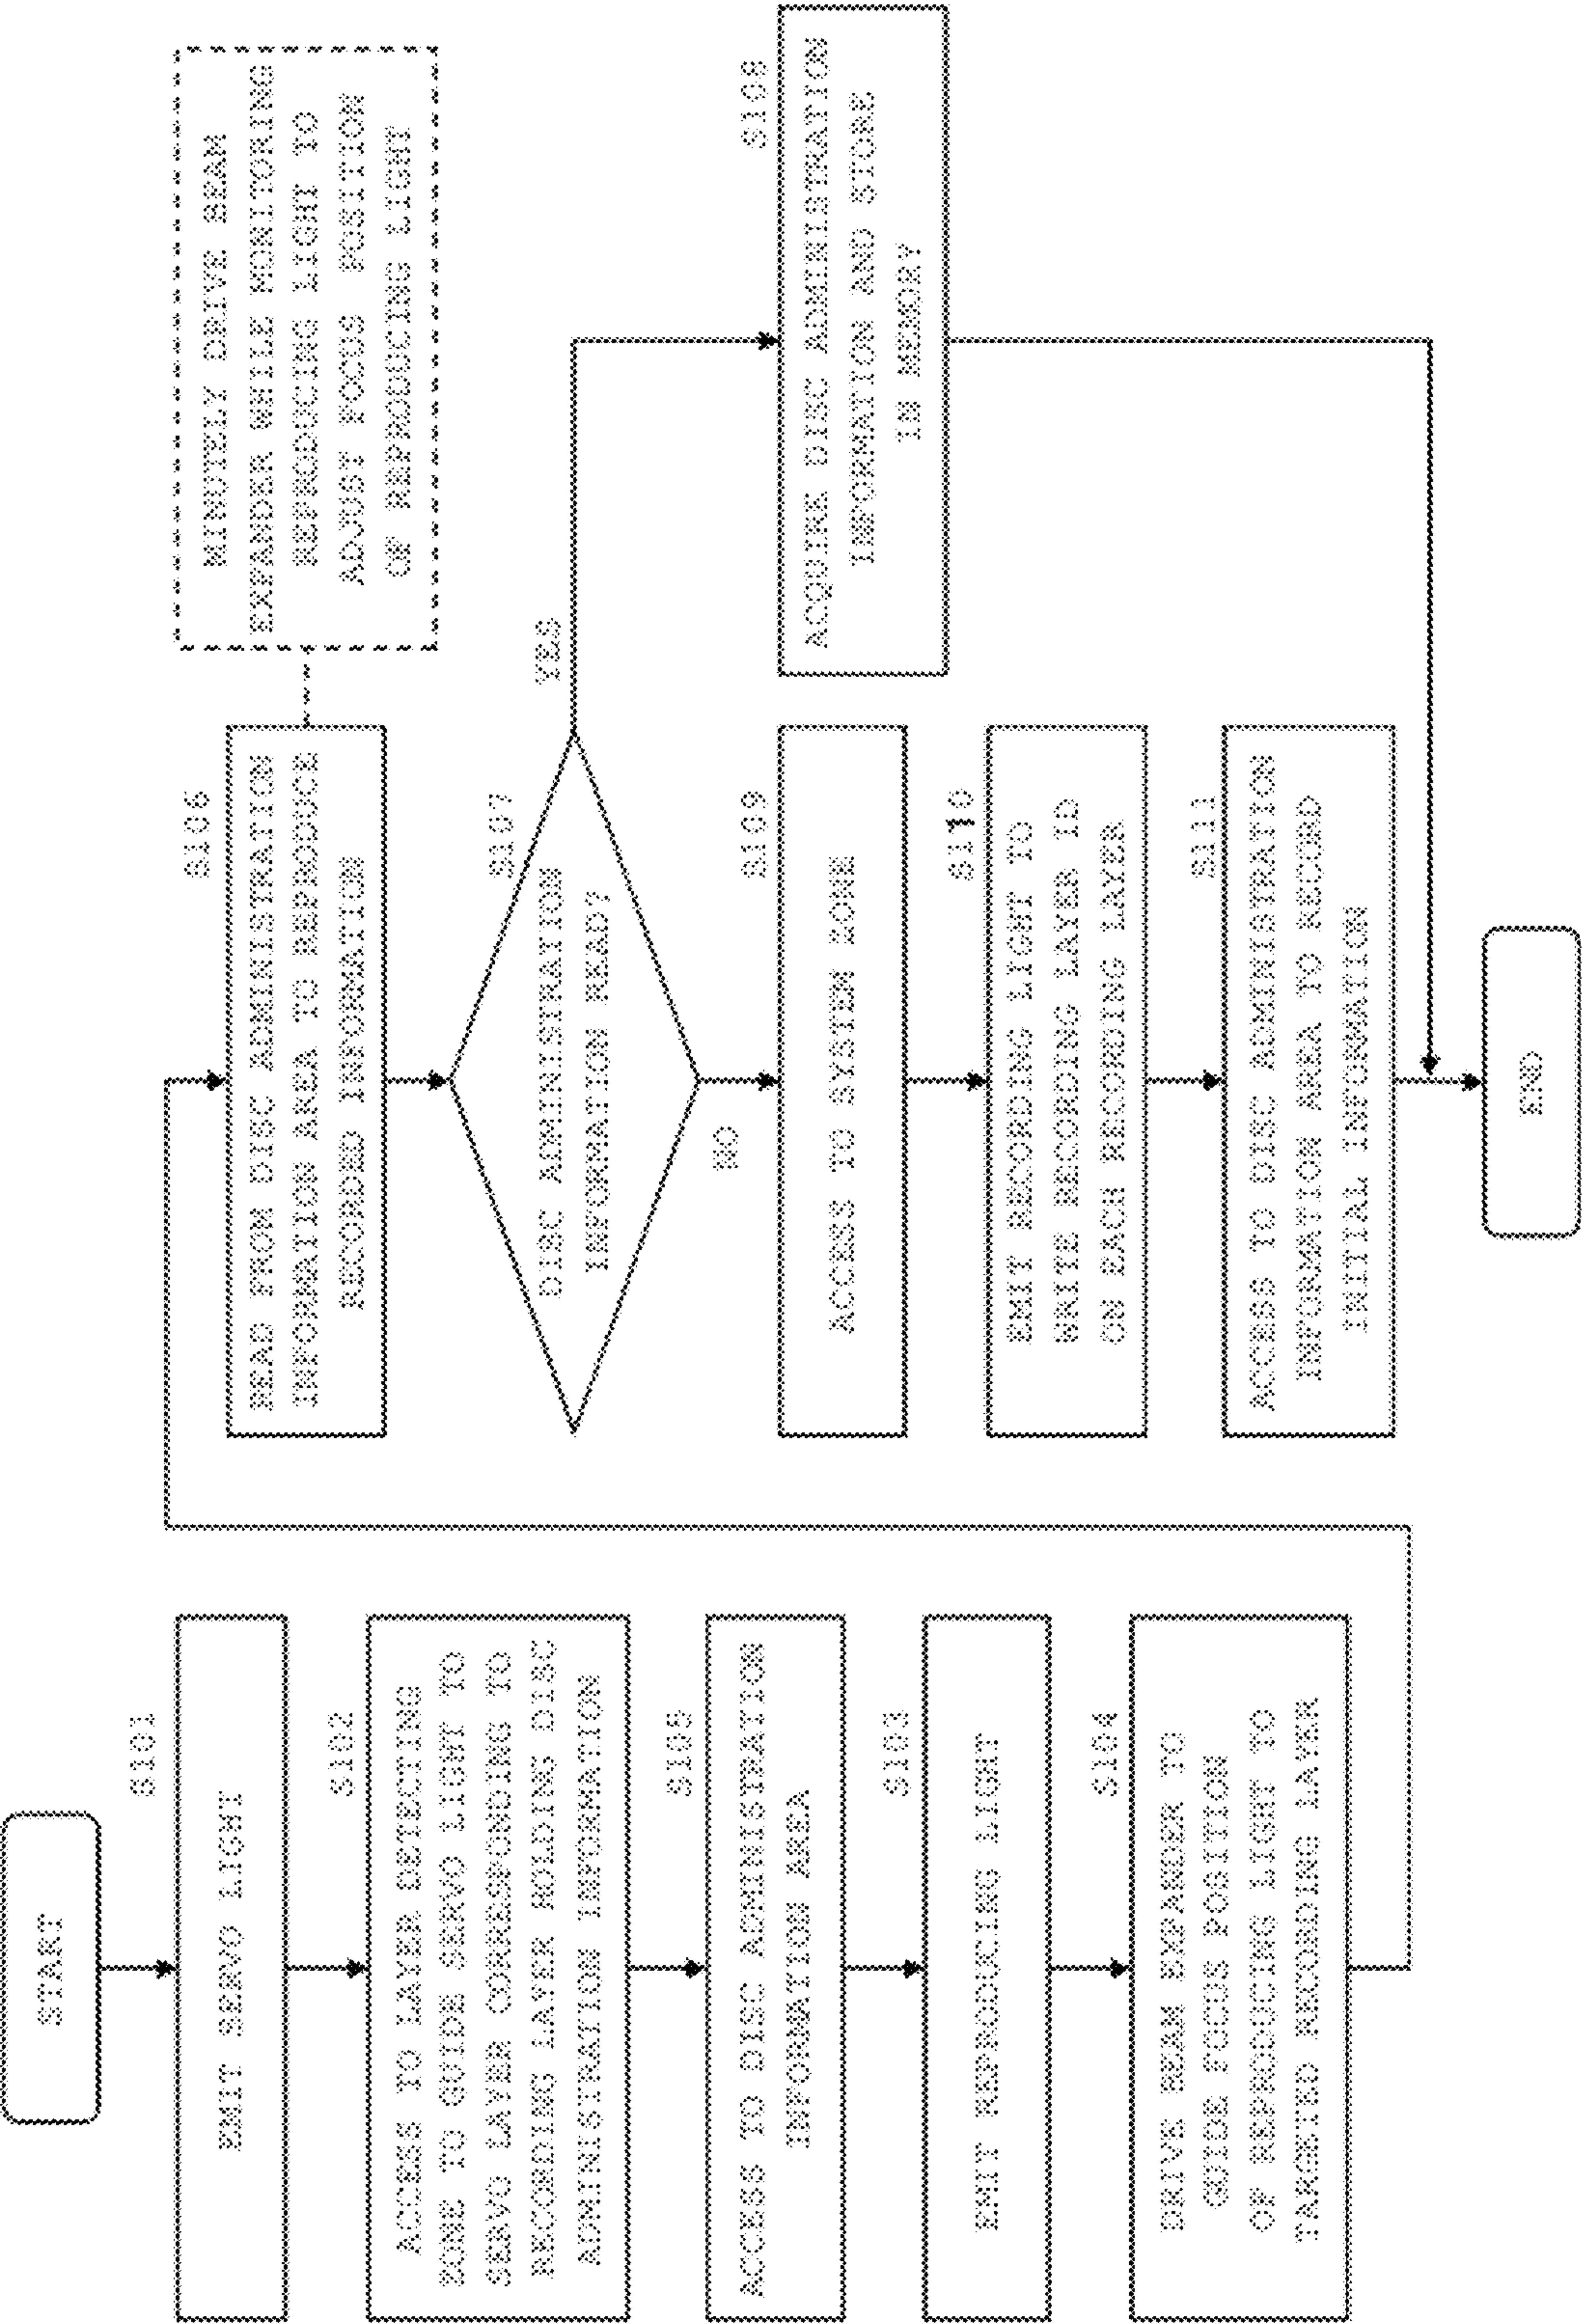 START
S101
EMIT SERVO LIGHT
S102
ACCESS TO LAYER DETECTING
ZONE TO GUIDE SERVO LIGHT TO
SERVO LAYER CORRESPONDING TO
RECORDING LAYER HOLDING DISC
ADMINISTRATION INFORMATION
S105
ACCESS TO DISC ADMINISTRATION
INFORMATION AREA
S103
EMIT REPRODUCING LIGHT
S104
DRIVE BEAM EXPANDER TO
GUIDE FOCUS POSITION
OF REPRODUCING LIGHT TO
TARGETED RECORDING LAYER
S106
READ FROM DISC ADMINISTRATION
INFORMATION AREA TO REPRODUCE
RECORDED INFORMATION
MINUTELY DRIVE BEAM
EXPANDER WHILE MONITORING
REPRODUCING LIGHT TO
ADJUST FOCUS POSITION
OF REPRODUCING LIGHT
S107
DISC ADMINISTRATION
INFORMATION READ?
YES
NO
S108
ACQUIRE DISC ADMINISTRATION
INFORMATION AND STORE
IN MEMORY
S109
ACCESS TO SYSTEM ZONE
S110
EMIT RECORDING LIGHT TO
WRITE RECORDING LAYER ID
ON EACH RECORDING LAYER
S111
ACCESS TO DISC ADMINISTRATION
INFORMATION AREA TO RECORD
INITIAL INFORMATION
END